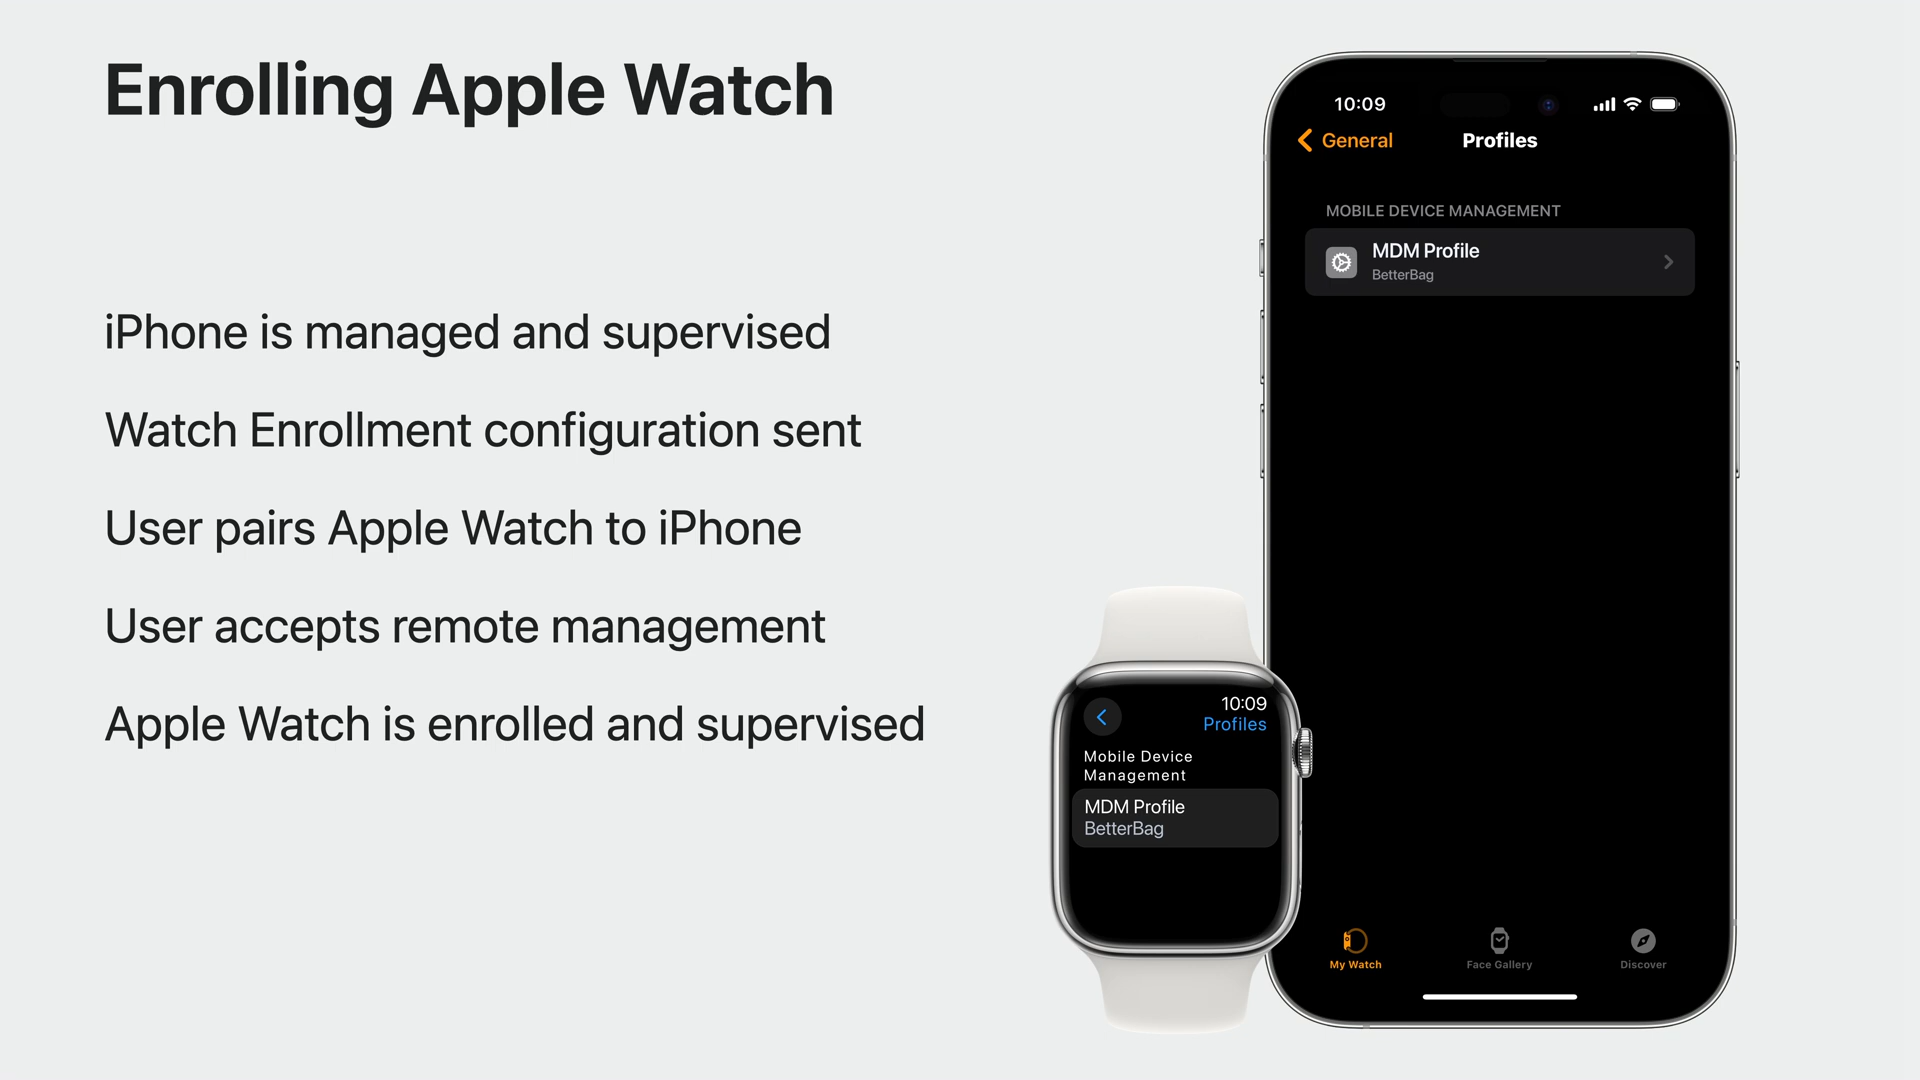 Enrolling Apple Watch
iPhone is managed and supervised
Watch Enrollment configuration sent
User pairs Apple Watch to iPhone
User accepts remote management
Apple Watch is enrolled and supervised
10:09
Profiles
Mobile Device
Management
MDM Profile
BetterBag
10:09
General
Profiles
MOBILE DEVICE MANAGEMENT
MDM Profile
BetterBag
My Watch
Face Gallery
Discover